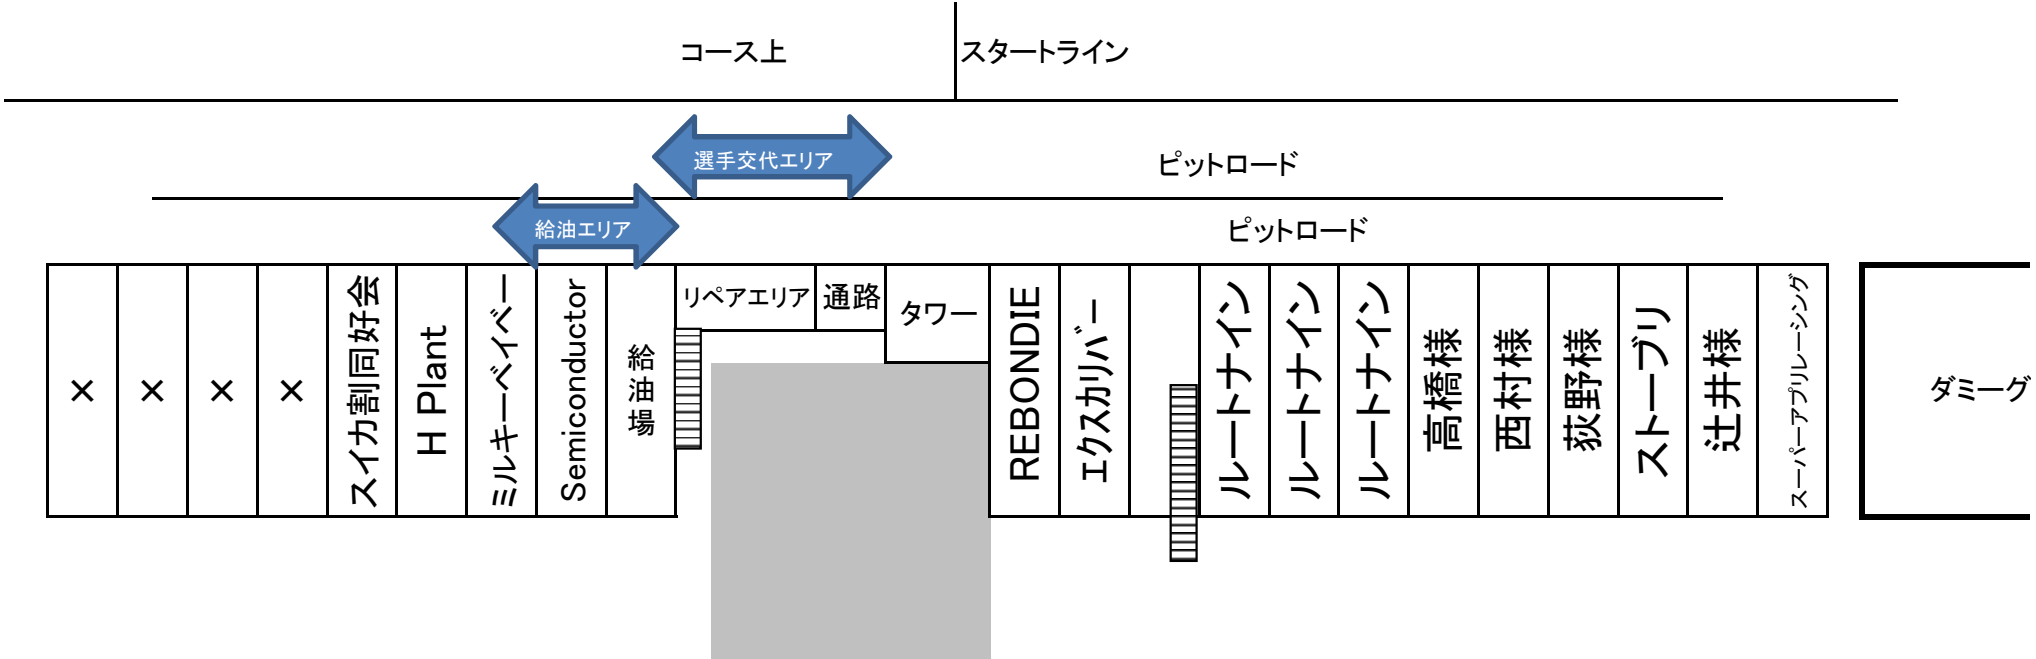 コース上
スタートライン
選手交代エリア
ピットロード
給油エリア
ピットロード
×
×
×
×
スイカ割同好会
H Plant
ミルキーベイベー
Semiconductor
給油場
リペアエリア
通路
タワー
REBONDIE
エクスカリバー
ルートナイン
ルートナイン
ルートナイン
高橋様
西村様
荻野様
ストーブリ
辻井様
スーパーアプリレーシング
ダミーグ